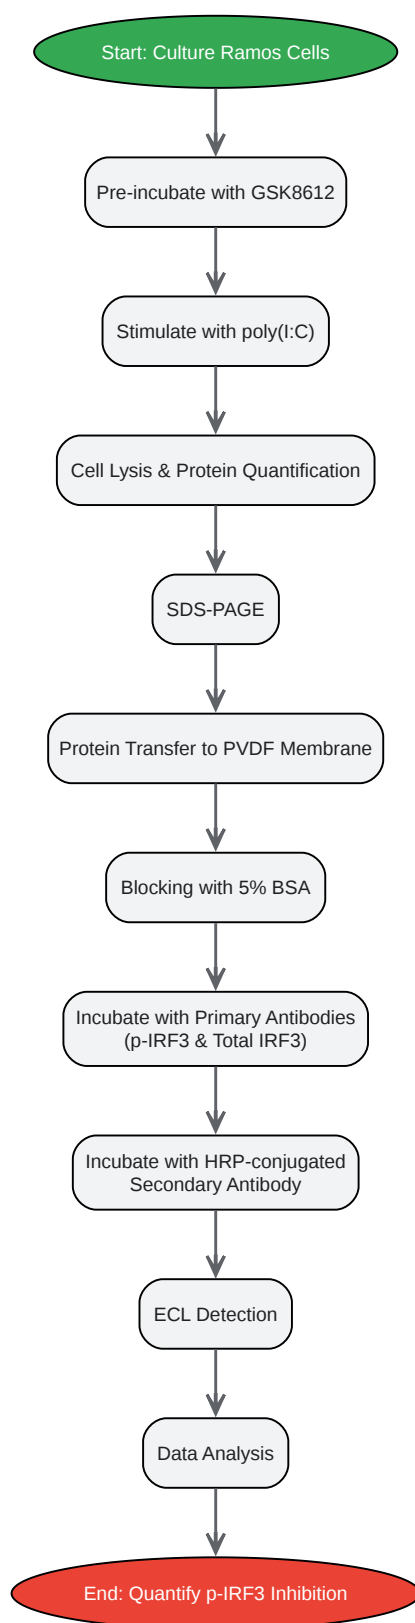 Start: Culture Ramos Cells
Pre-incubate with GSK8612
Stimulate with poly(I:C)
Cell Lysis & Protein Quantification
SDS-PAGE
Protein Transfer to PVDF Membrane
Blocking with 5% BSA
Incubate with Primary Antibodies
(p-IRF3 & Total IRF3)
Incubate with HRP-conjugated
Secondary Antibody
ECL Detection
Data Analysis
End: Quantify p-IRF3 Inhibition